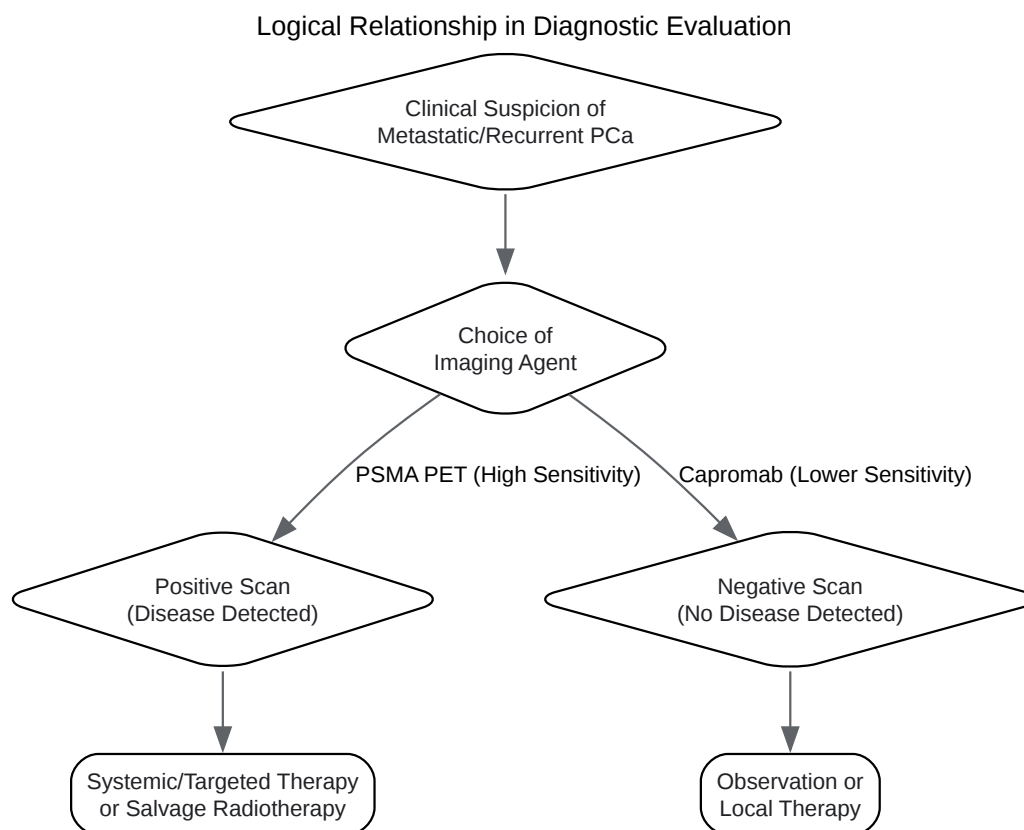 Logical Relationship in Diagnostic Evaluation
Clinical Suspicion of
Metastatic/Recurrent PCa
Choice of
Imaging Agent
PSMA PET (High Sensitivity)
Capromab (Lower Sensitivity)
Positive Scan
(Disease Detected)
Negative Scan
(No Disease Detected)
Systemic/Targeted Therapy
or Salvage Radiotherapy
Observation or
Local Therapy